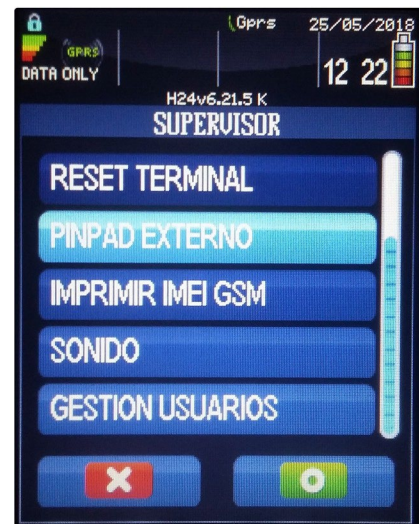 Gprs 25/05/2018
GPRS
DATA ONLY
12 22
H24v6.21.5 K
SUPERVISOR
RESET TERMINAL
PINPAD EXTERNO
IMPRIMIR IMEI GSM
SONIDO
GESTION USUARIOS